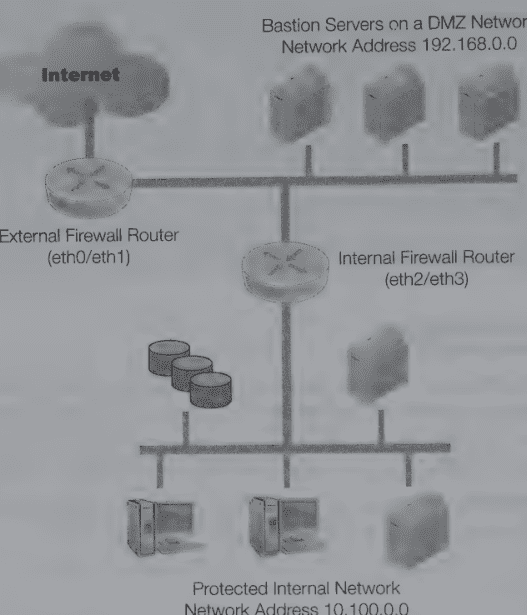 Bastion Servers on a DMZ Networ
Network Address 192.168.0.0
Internet
External Firewall Router
(eth0/eth1)
Internal Firewall Router
(eth2/eth3)
Protected Internal Network
Network Address 10.100.0.0